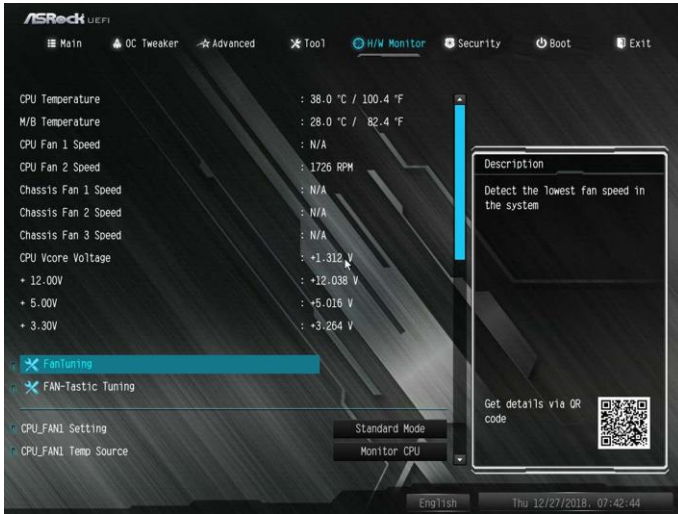 ASRock UEFI
Main OC Tweaker Advanced Tool H/W Monitor Security Boot Exit
CPU Temperature : 38.0 °C / 100.4 °F
M/B Temperature : 28.0 °C / 82.4 °F
CPU Fan 1 Speed : N/A
CPU Fan 2 Speed : 1726 RPM
Chassis Fan 1 Speed : N/A
Chassis Fan 2 Speed : N/A
Chassis Fan 3 Speed : N/A
CPU Vcore Voltage : +1.312 V
+ 12.00V : +12.038 V
+ 5.00V : +5.016 V
+ 3.30V : +3.264 V
FanTuning
FAN-Tastic Tuning
CPU_FAN1 Setting Standard Mode
CPU_FAN1 Temp Source Monitor CPU
Description
Detect the lowest fan speed in
the system
Get details via QR
code
English Thu 12/27/2018. 07:42:44